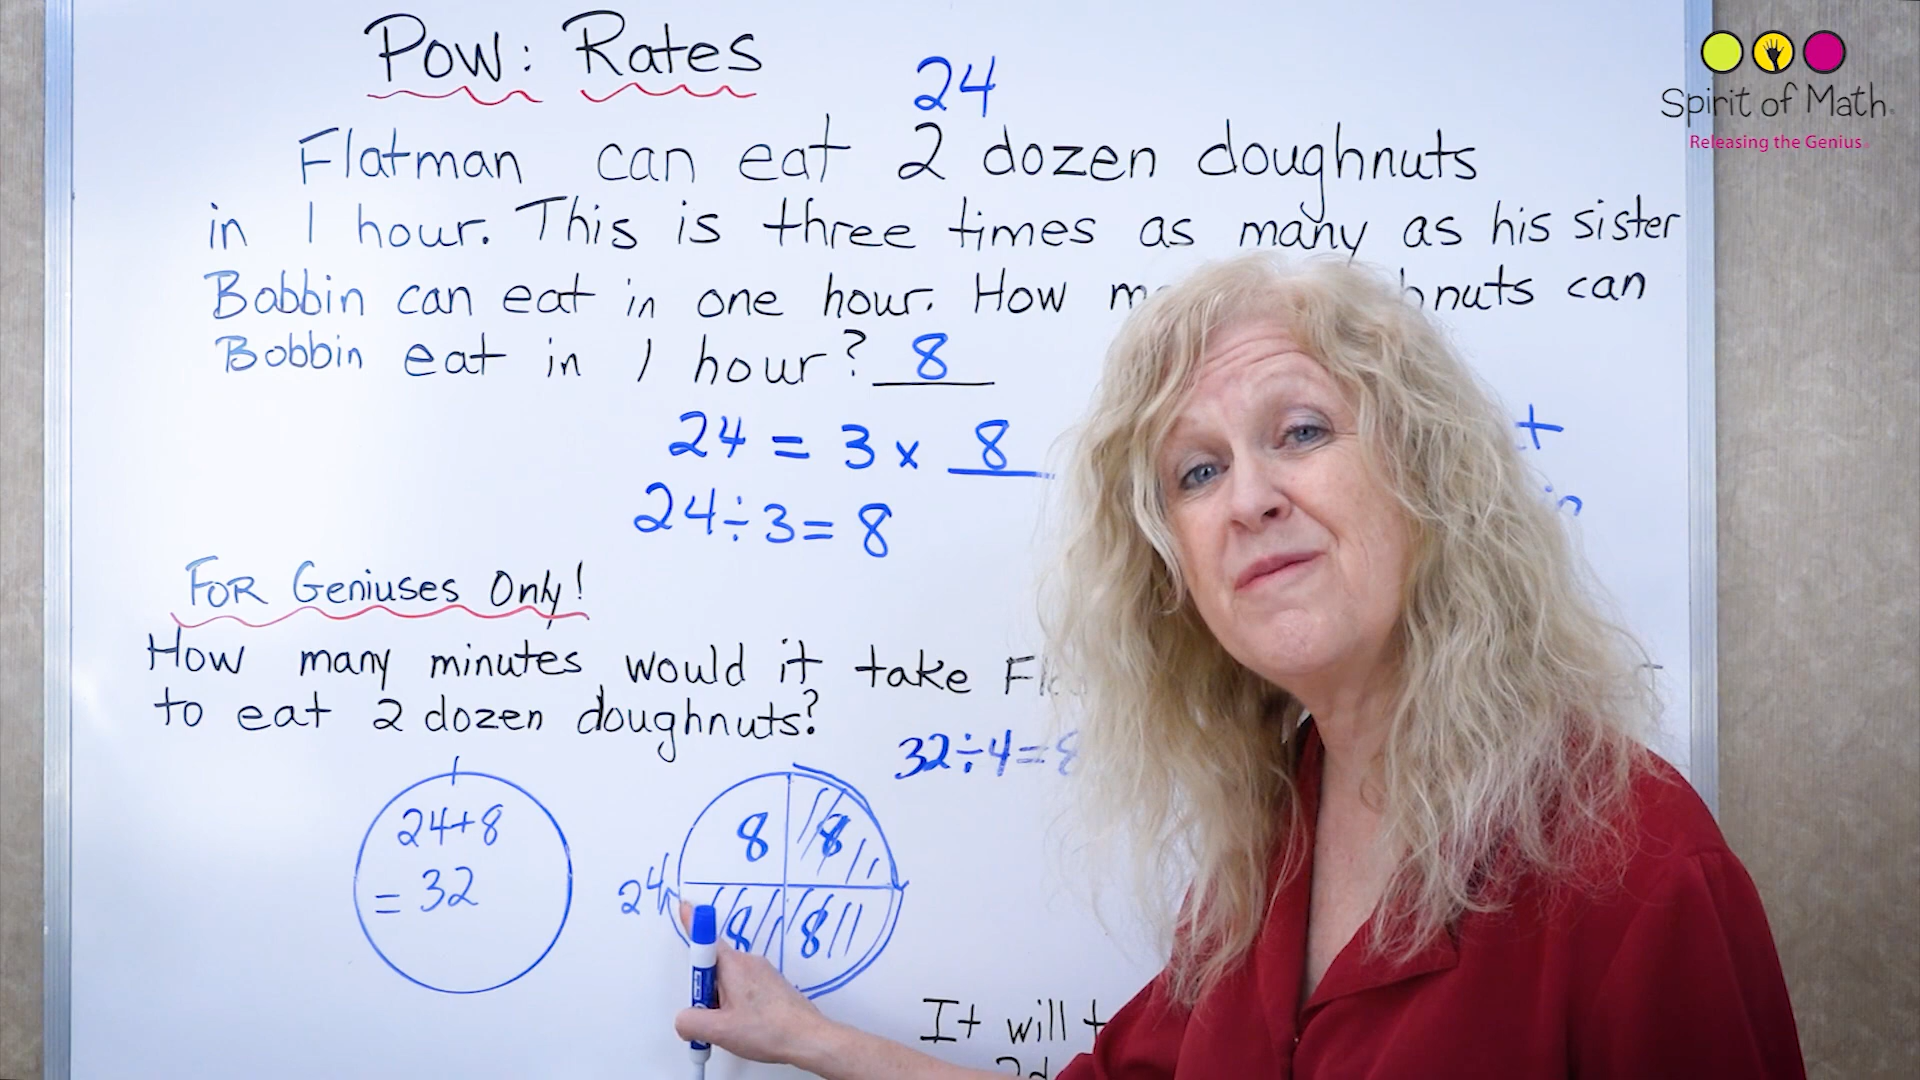 Pow: Rates
24
Flatman can eat 2 dozen doughnuts
in 1 hour. This is three times as many as his sister
Bobbin can eat in one hour. How can
Bobbin eat in 1 hour? 8
24 = 3 x 8
24÷3=8
For Geniuses Only!
How many minutes would it take
to eat 2 dozen doughnuts?
32÷4=8
24+8
= 32
8 8
24
8 8
It will
Spirit of Math
Releasing the Genius